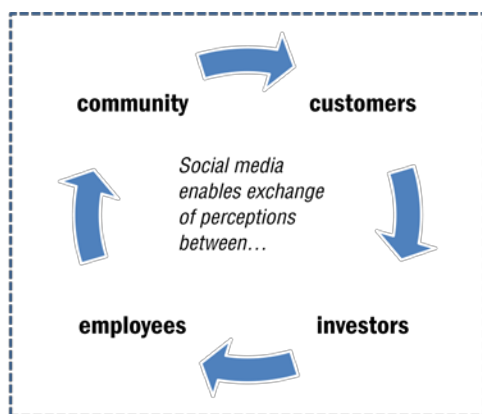 community
customers
Social media
enables exchange
of perceptions
between...
employees
investors